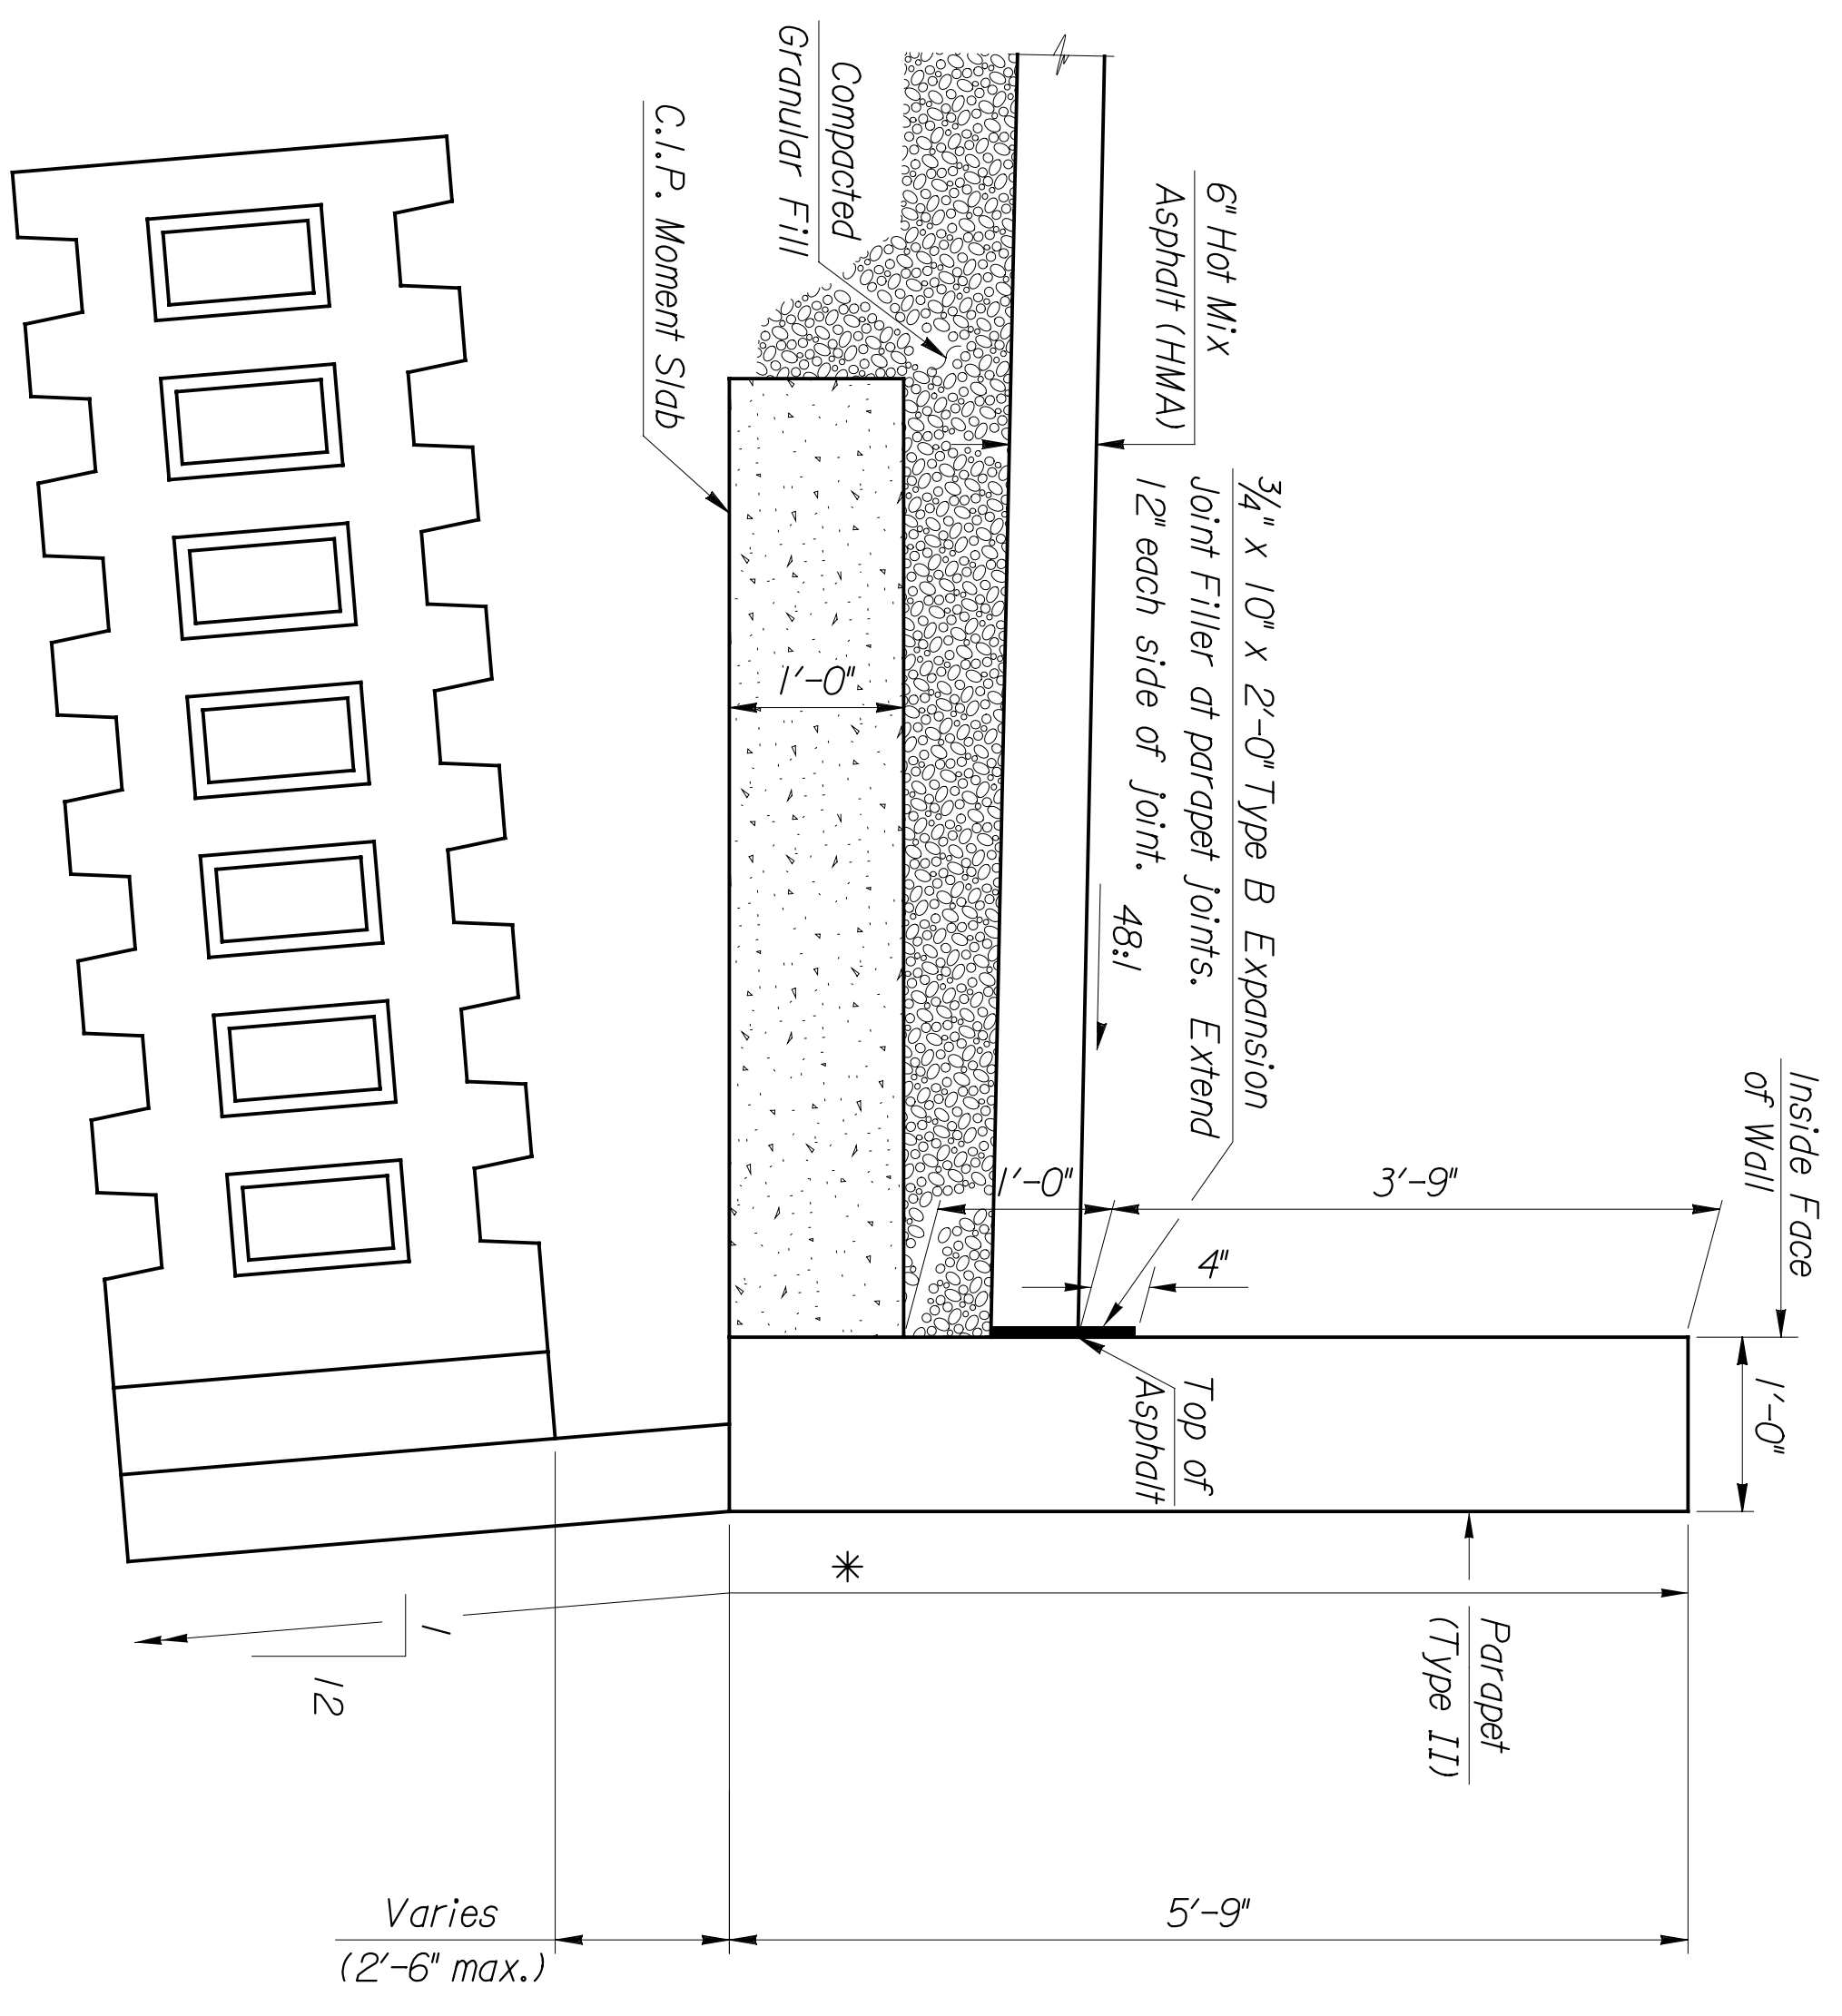 Inside Face
of Wall
1'-0"
6" Hot Mix
Asphalt (HMA)
¾" x 10" x 2'-0" Type B Expansion
Joint Filler at parapet joints. Extend
12" each side of joint.
48:1
3'-9"
1'-0"
4"
Top of
Asphalt
Parapet
(Type II)
Compacted
Granular Fill
C.I.P. Moment Slab
1'-0"
*
1
12
5'-9"
Varies
(2'-6" max.)